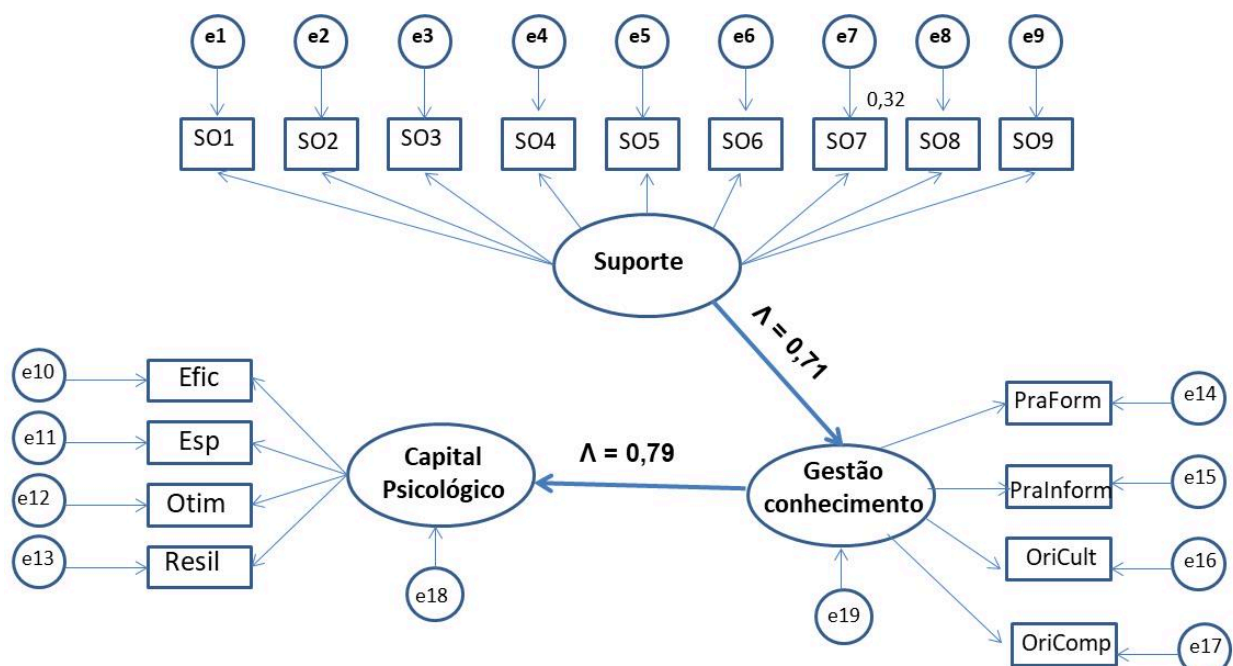 e1 e2 e3 e4 e5 e6 e7 e8 e9
0,32
SO1 SO2 SO3 SO4 SO5 SO6 SO7 SO8 SO9
Suporte
Λ = 0,71
e10 Efic
e11 Esp
e12 Otim
e13 Resil
Capital
Psicológico
e18
Λ = 0,79
Gestão
conhecimento
e19
PraForm e14
PraInform e15
OriCult e16
OriComp e17